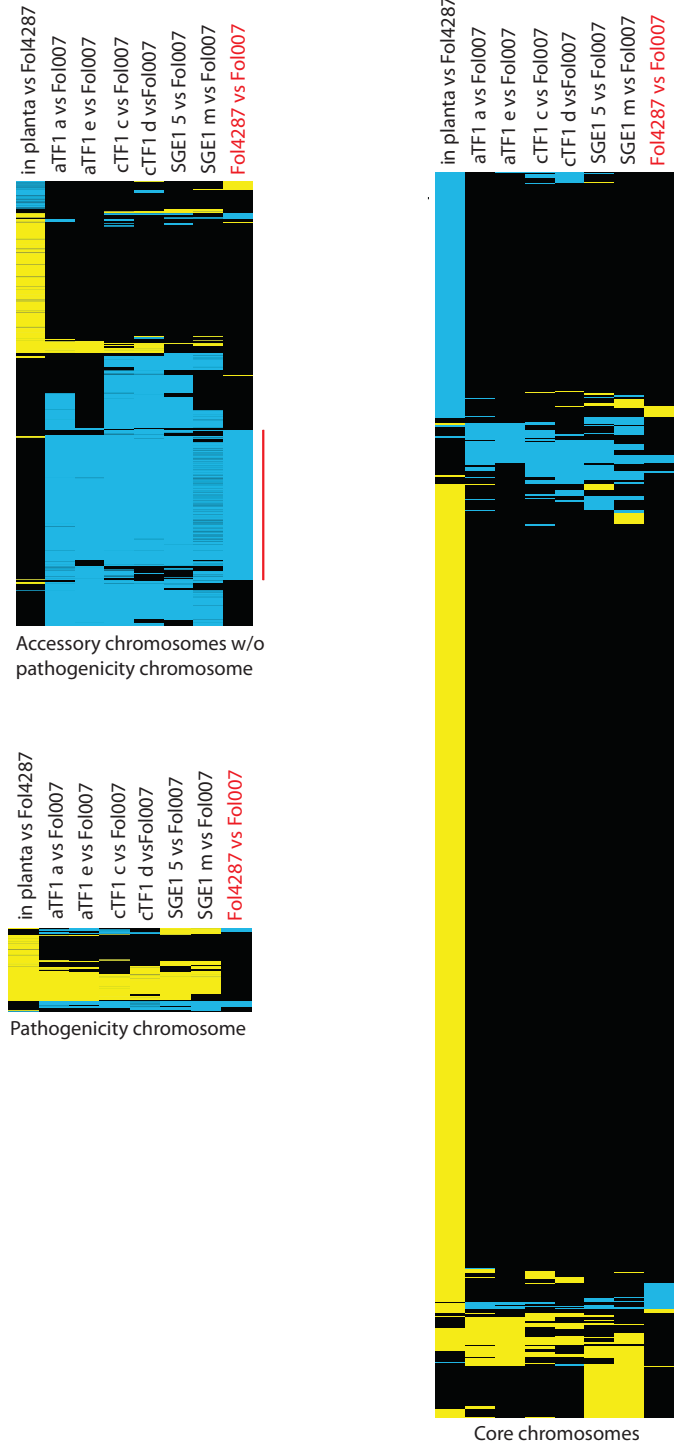 in planta vs Fol4287
aTF1 a vs Fol007
aTF1 e vs Fol007
cTF1 c vs Fol007
cTF1 d vsFol007
SGE1 5 vs Fol007
SGE1 m vs Fol007
Fol4287 vs Fol007
Accessory chromosomes w/o
pathogenicity chromosome
in planta vs Fol4287
aTF1 a vs Fol007
aTF1 e vs Fol007
cTF1 c vs Fol007
cTF1 d vsFol007
SGE1 5 vs Fol007
SGE1 m vs Fol007
Fol4287 vs Fol007
Pathogenicity chromosome
in planta vs Fol4287
aTF1 a vs Fol007
aTF1 e vs Fol007
cTF1 c vs Fol007
cTF1 d vsFol007
SGE1 5 vs Fol007
SGE1 m vs Fol007
Fol4287 vs Fol007
Core chromosomes